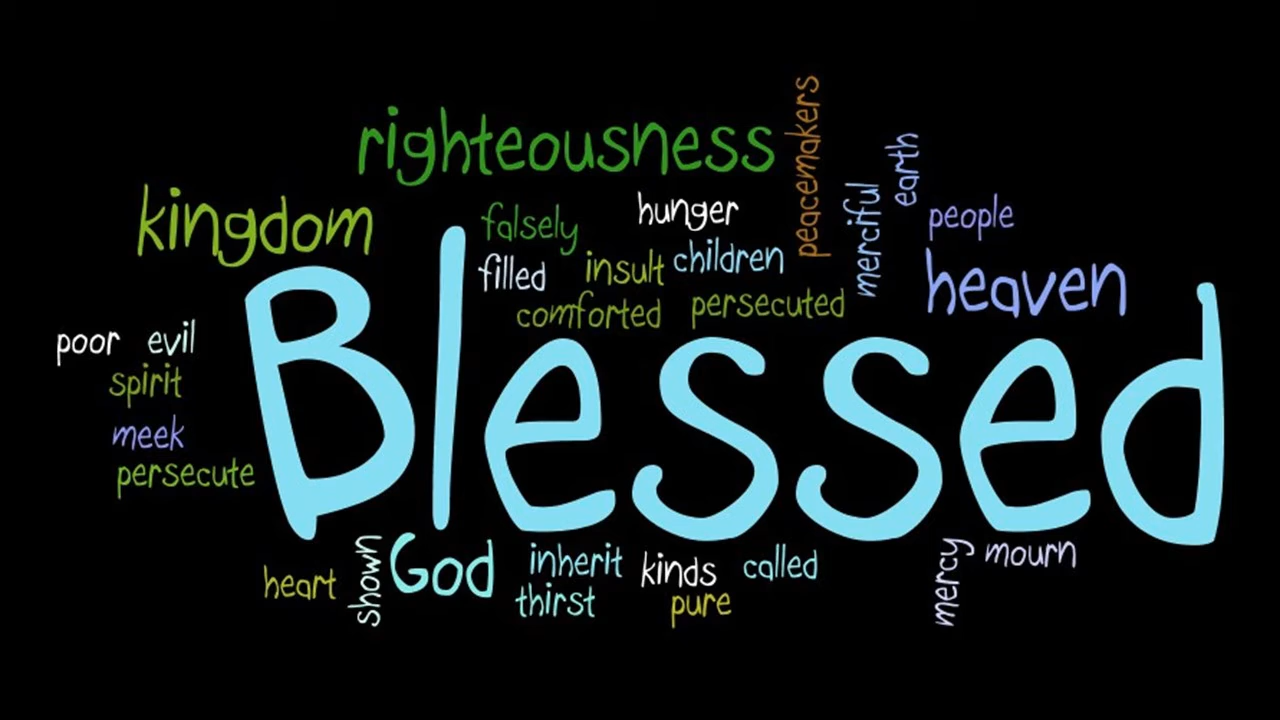 righteousness
peacemakers
earth
kingdom
falsely
hunger
merciful
people
filled
insult
children
heaven
comforted
persecuted
Blessed
poor
evil
spirit
meek
persecute
heart
shown
God
inherit
kinds
called
mercy
mourn
thirst
pure